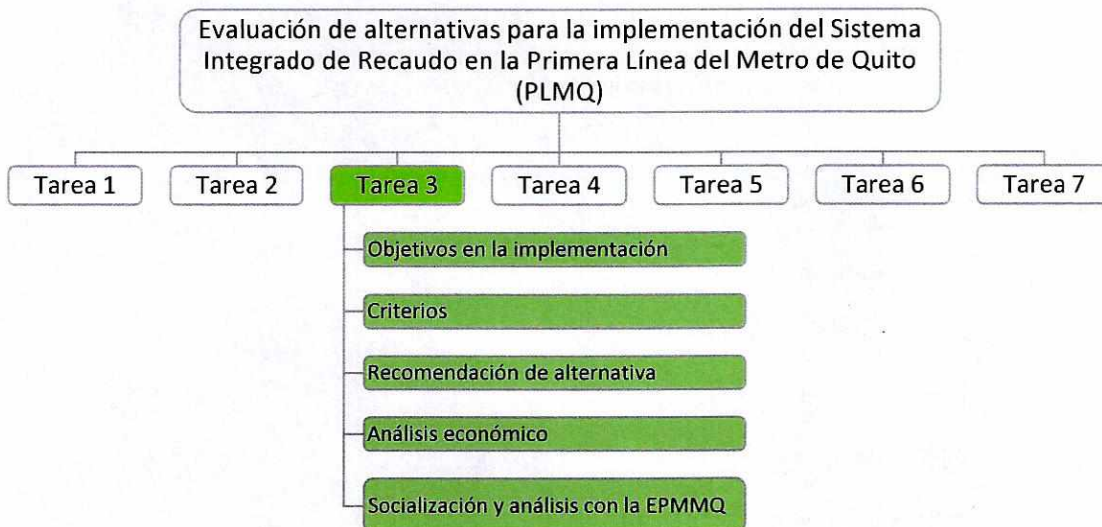 Evaluación de alternativas para la implementación del Sistema
Integrado de Recaudo en la Primera Línea del Metro de Quito
(PLMQ)
Tarea 1
Tarea 2
Tarea 3
Tarea 4
Tarea 5
Tarea 6
Tarea 7
Objetivos en la implementación
Criterios
Recomendación de alternativa
Análisis económico
Socialización y análisis con la EPMMQ